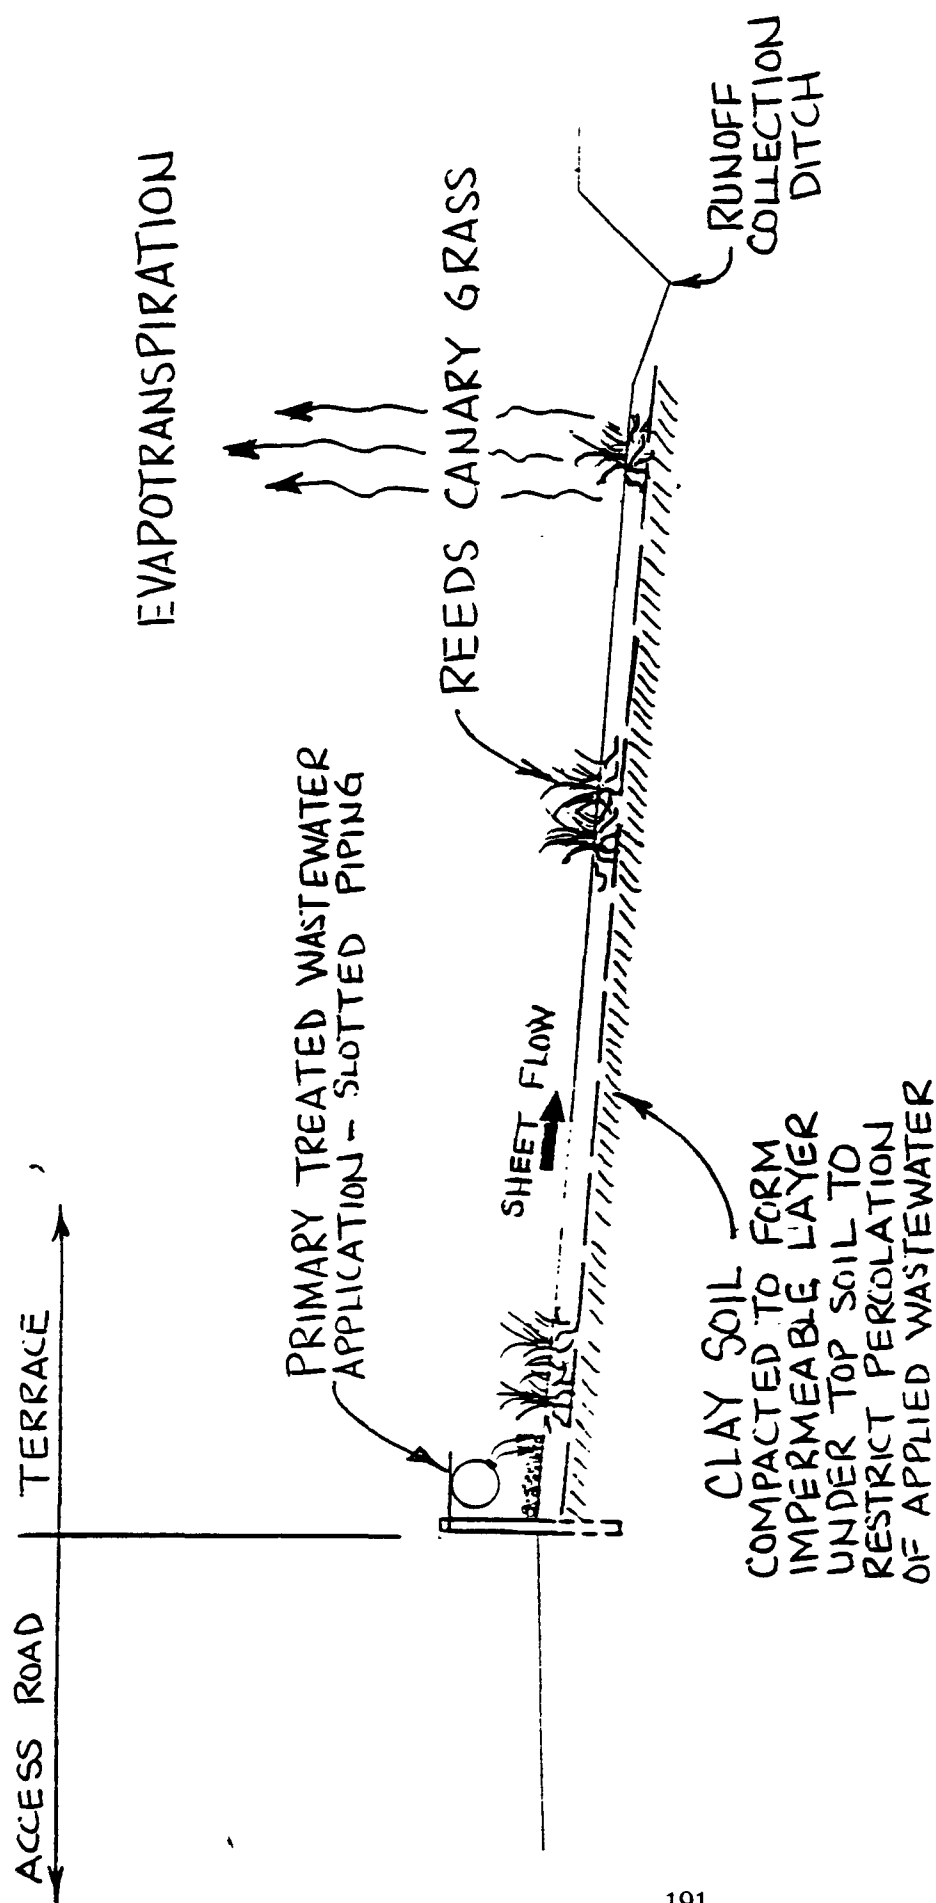 ACCESS ROAD
TERRACE
EVAPOTRANSPIRATION
PRIMARY TREATED WASTEWATER
APPLICATION - SLOTTED PIPING
REEDS CANARY GRASS
SHEET FLOW
RUNOFF
COLLECTION
DITCH
CLAY SOIL
COMPACTED TO FORM
IMPERMEABLE LAYER
UNDER TOP SOIL TO
RESTRICT PERCOLATION
OF APPLIED WASTEWATER
191